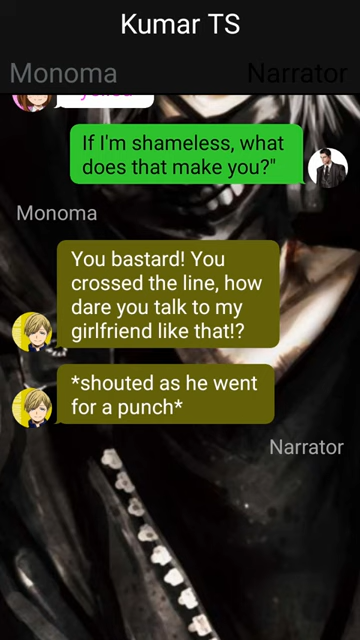 Kumar TS
Monoma
Narrator
If I'm shameless, what
does that make you?"
Monoma
You bastard! You
crossed the line, how
dare you talk to my
girlfriend like that!?
*shouted as he went
for a punch*
Narrator